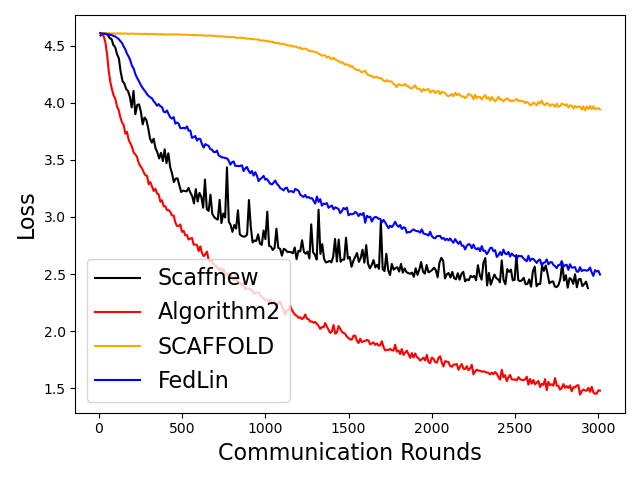 4.5
4.0
3.5
3.0
2.5
2.0
1.5
Loss
Scaffnew
Algorithm2
SCAFFOLD
FedLin
0 500 1000 1500 2000 2500 3000
Communication Rounds